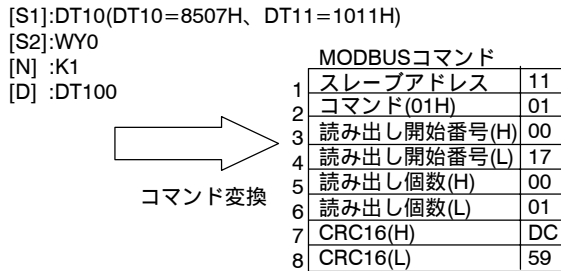 [S1]:DT10(DT10＝8507H、DT11＝1011H)
[S2]:WY0
[N] :K1
[D] :DT100
MODBUSコマンド
1 スレーブアドレス 11
2 コマンド(01H) 01
3 読み出し開始番号(H) 00
4 読み出し開始番号(L) 17
5 読み出し個数(H) 00
6 読み出し個数(L) 01
7 CRC16(H) DC
8 CRC16(L) 59
コマンド変換